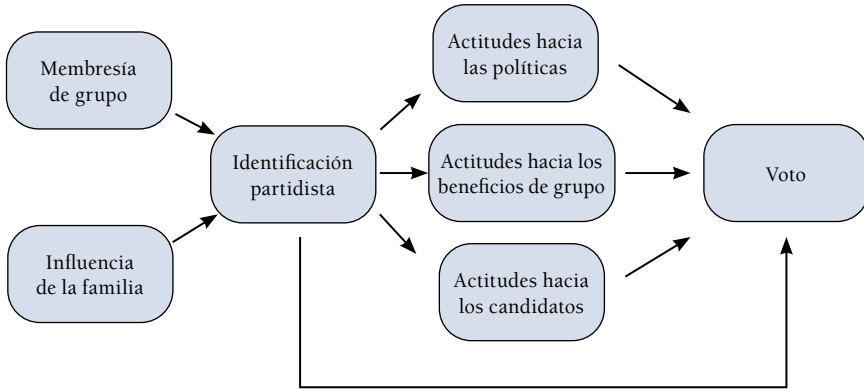 Membresía
de grupo
Influencia
de la familia
Identificación
partidista
Actitudes hacia
las políticas
Actitudes hacia los
beneficios de grupo
Actitudes hacia
los candidatos
Voto